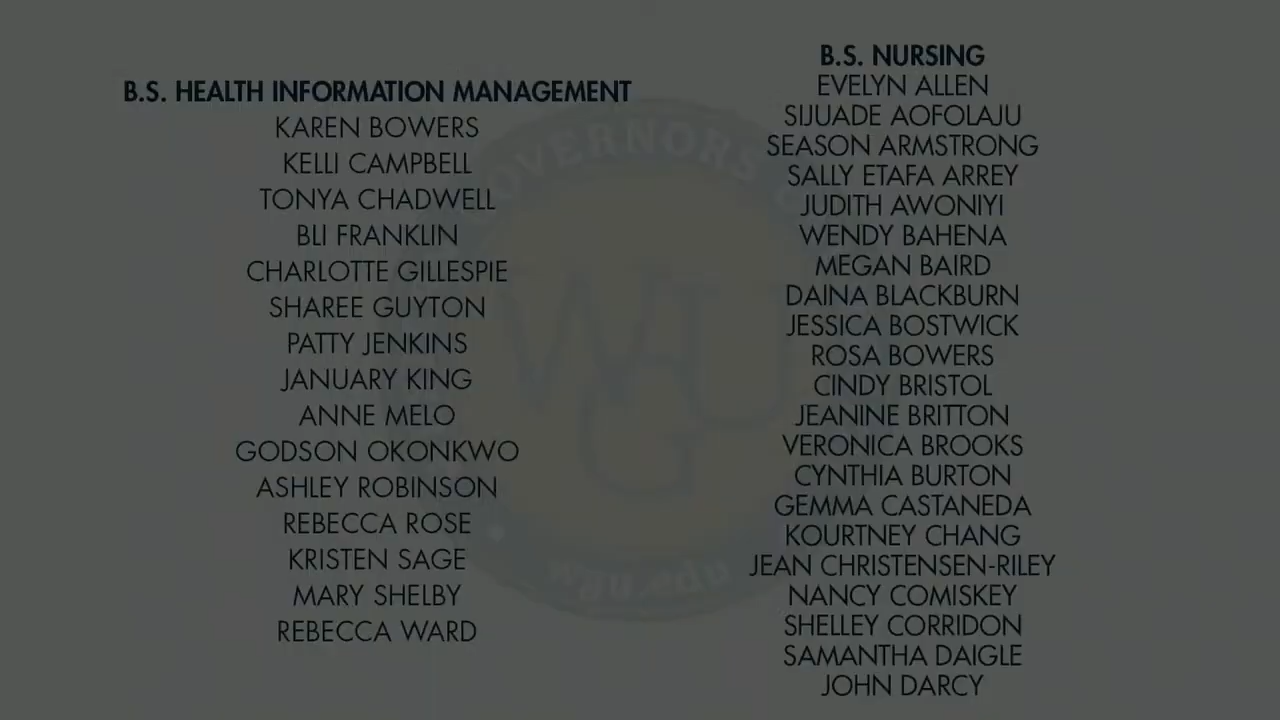 B.S. HEALTH INFORMATION MANAGEMENT
KAREN BOWERS
KELLI CAMPBELL
TONYA CHADWELL
BLI FRANKLIN
CHARLOTTE GILLESPIE
SHAREE GUYTON
PATTY JENKINS
JANUARY KING
ANNE MELO
GODSON OKONKWO
ASHLEY ROBINSON
REBECCA ROSE
KRISTEN SAGE
MARY SHELBY
REBECCA WARD
B.S. NURSING
EVELYN ALLEN
SIJUADE AOFOLAJU
SEASON ARMSTRONG
SALLY ETAFA ARREY
JUDITH AWONIYI
WENDY BAHENA
MEGAN BAIRD
DAINA BLACKBURN
JESSICA BOSTWICK
ROSA BOWERS
CINDY BRISTOL
JEANINE BRITTON
VERONICA BROOKS
CYNTHIA BURTON
GEMMA CASTANEDA
KOURTNEY CHANG
JEAN CHRISTENSEN-RILEY
NANCY COMISKEY
SHELLEY CORRIDON
SAMANTHA DAIGLE
JOHN DARCY
WGU
www.wgu.edu